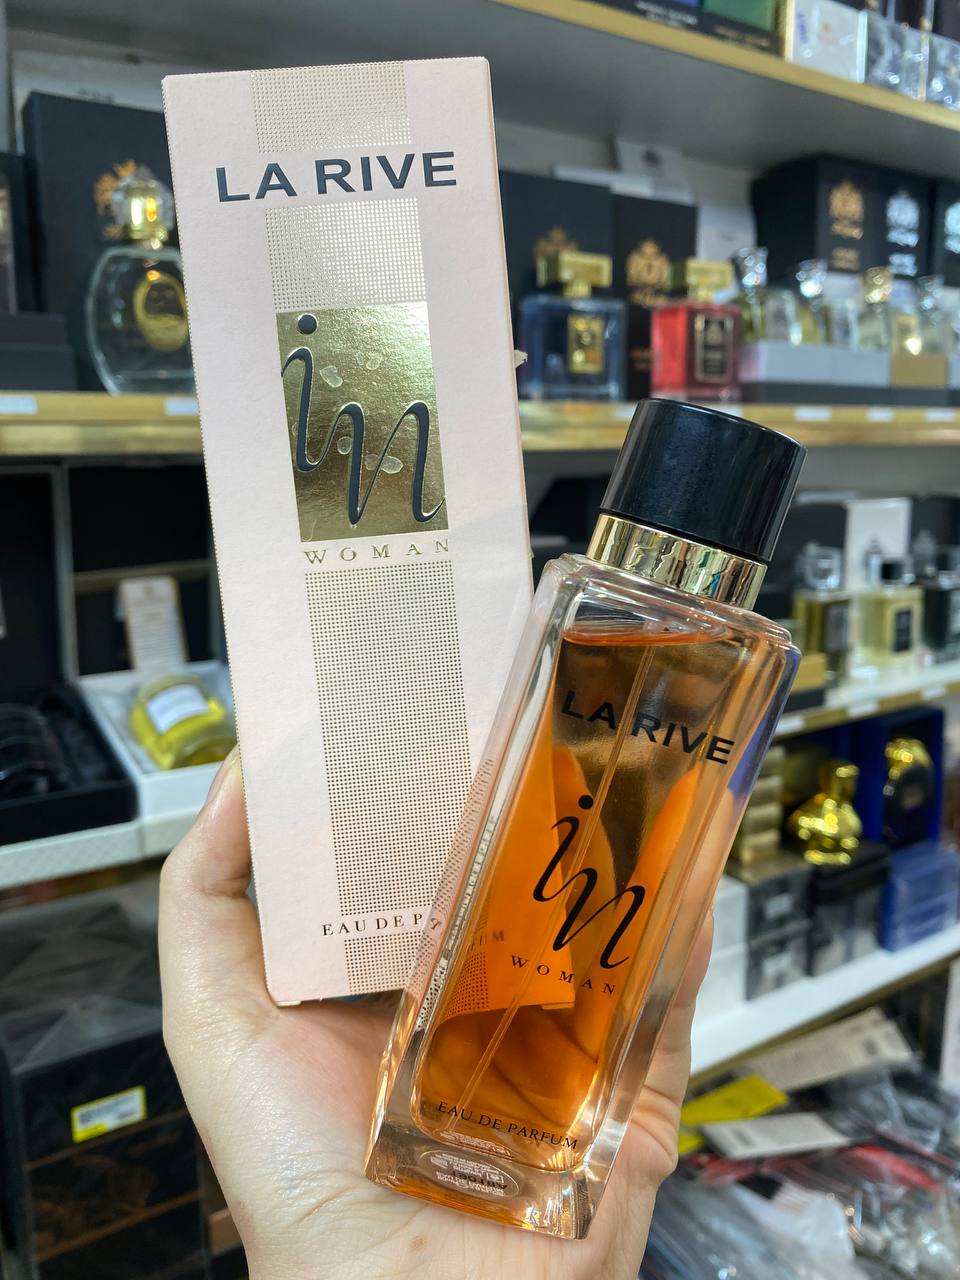 LA RIVE
in
WOMAN
EAU DE P
LA RIVE
in
WOMAN
EAU DE PARFUM